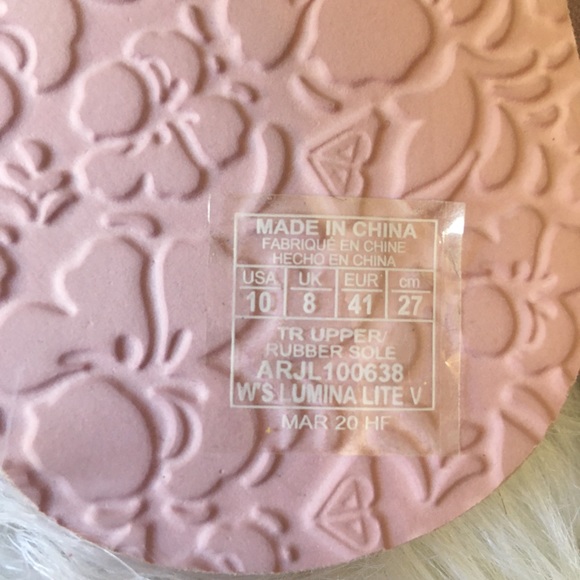 MADE IN CHINA
FABRIQUÉ EN CHINE
HECHO EN CHINA
USA UK EUR cm
10 8 41 27
TR UPPER/
RUBBER SOLE
ARJL100638
W'S LUMINA LITE V
MAR 20 HF